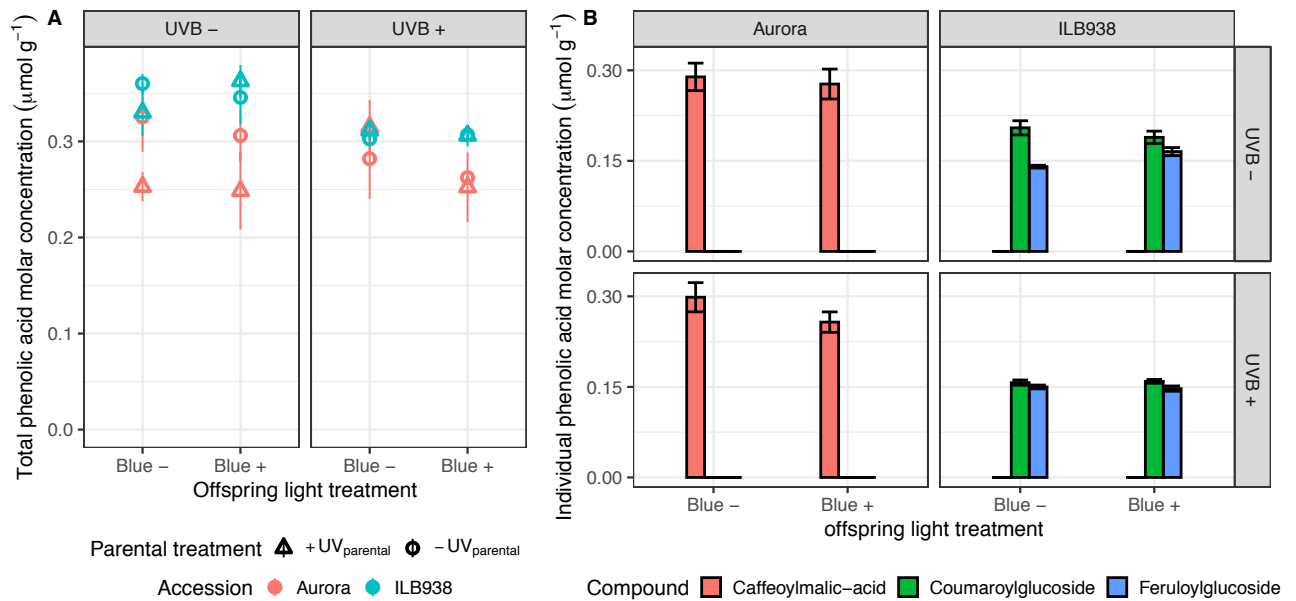 A
UVB −
UVB +
Total phenolic acid molar concentration (μmol g−1)
0.3
0.2
0.1
0.0
Blue −
Blue +
Blue −
Blue +
Offspring light treatment
Parental treatment
+ UVparental
− UVparental
Accession
Aurora
ILB938
B
Aurora
ILB938
Individual phenolic acid molar concentration (μmol g−1)
0.30
0.15
0.00
UVB −
0.30
0.15
0.00
UVB +
Blue −
Blue +
Blue −
Blue +
offspring light treatment
Compound
Caffeoylmalic−acid
Coumaroylglucoside
Feruloylglucoside